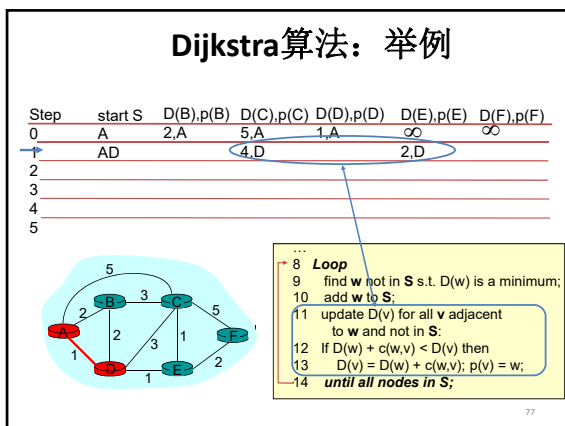 Dijkstra算法：举例
Step start S D(B),p(B) D(C),p(C) D(D),p(D) D(E),p(E) D(F),p(F)
0 A 2,A 5,A 1,A ∞ ∞
1 AD 4,D 2,D
2
3
4
5
5
B 3 C 5
2
A 2 3 1 F
1 2
D 1 E
…
8 Loop
9 find w not in S s.t. D(w) is a minimum;
10 add w to S;
11 update D(v) for all v adjacent
to w and not in S:
12 If D(w) + c(w,v) < D(v) then
13 D(v) = D(w) + c(w,v); p(v) = w;
14 until all nodes in S;
77